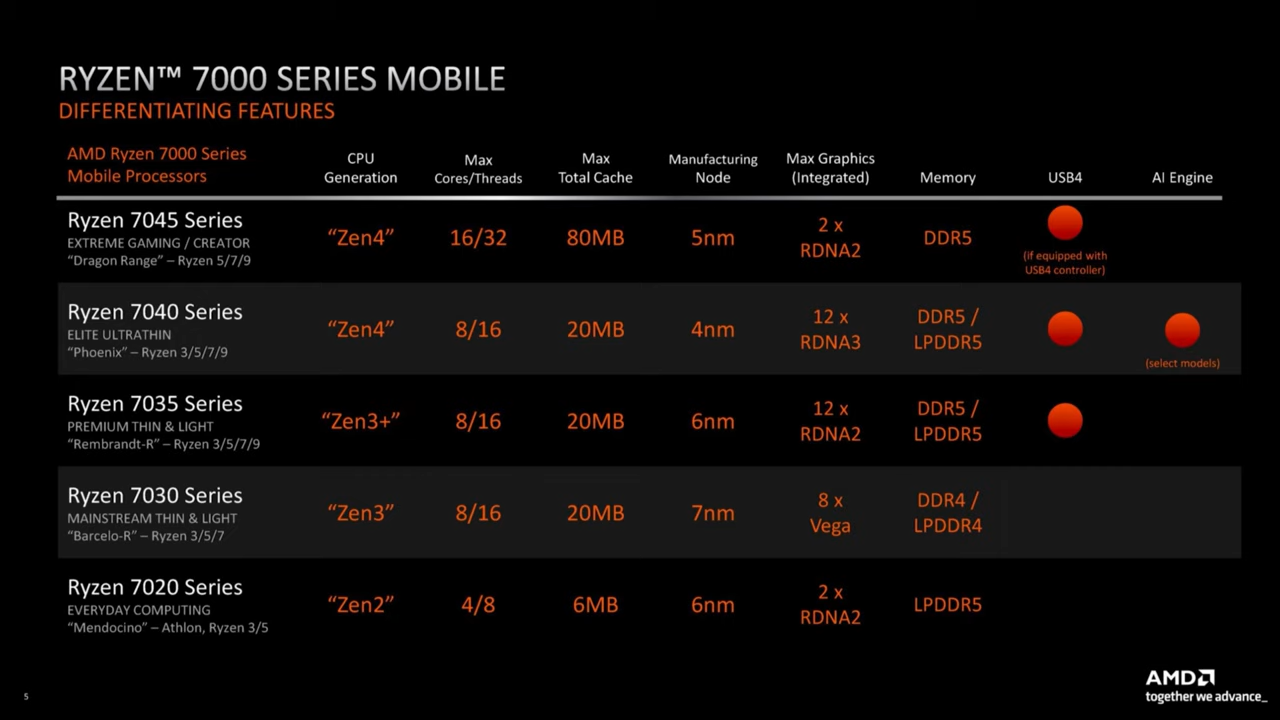 RYZEN™ 7000 SERIES MOBILE
DIFFERENTIATING FEATURES
AMD Ryzen 7000 Series
Mobile Processors
CPU
Generation
Max
Cores/Threads
Max
Total Cache
Manufacturing
Node
Max Graphics
(Integrated)
Memory
USB4
AI Engine
Ryzen 7045 Series
EXTREME GAMING / CREATOR
“Dragon Range” – Ryzen 5/7/9
“Zen4”
16/32
80MB
5nm
2 x
RDNA2
DDR5
(if equipped with
USB4 controller)
Ryzen 7040 Series
ELITE ULTRATHIN
“Phoenix” – Ryzen 3/5/7/9
“Zen4”
8/16
20MB
4nm
12 x
RDNA3
DDR5 /
LPDDR5
(select models)
Ryzen 7035 Series
PREMIUM THIN & LIGHT
“Rembrandt-R” – Ryzen 3/5/7/9
“Zen3+”
8/16
20MB
6nm
12 x
RDNA2
DDR5 /
LPDDR5
Ryzen 7030 Series
MAINSTREAM THIN & LIGHT
“Barcelo-R” – Ryzen 3/5/7
“Zen3”
8/16
20MB
7nm
8 x
Vega
DDR4 /
LPDDR4
Ryzen 7020 Series
EVERYDAY COMPUTING
“Mendocino” – Athlon, Ryzen 3/5
“Zen2”
4/8
6MB
6nm
2 x
RDNA2
LPDDR5
5
AMD
together we advance_